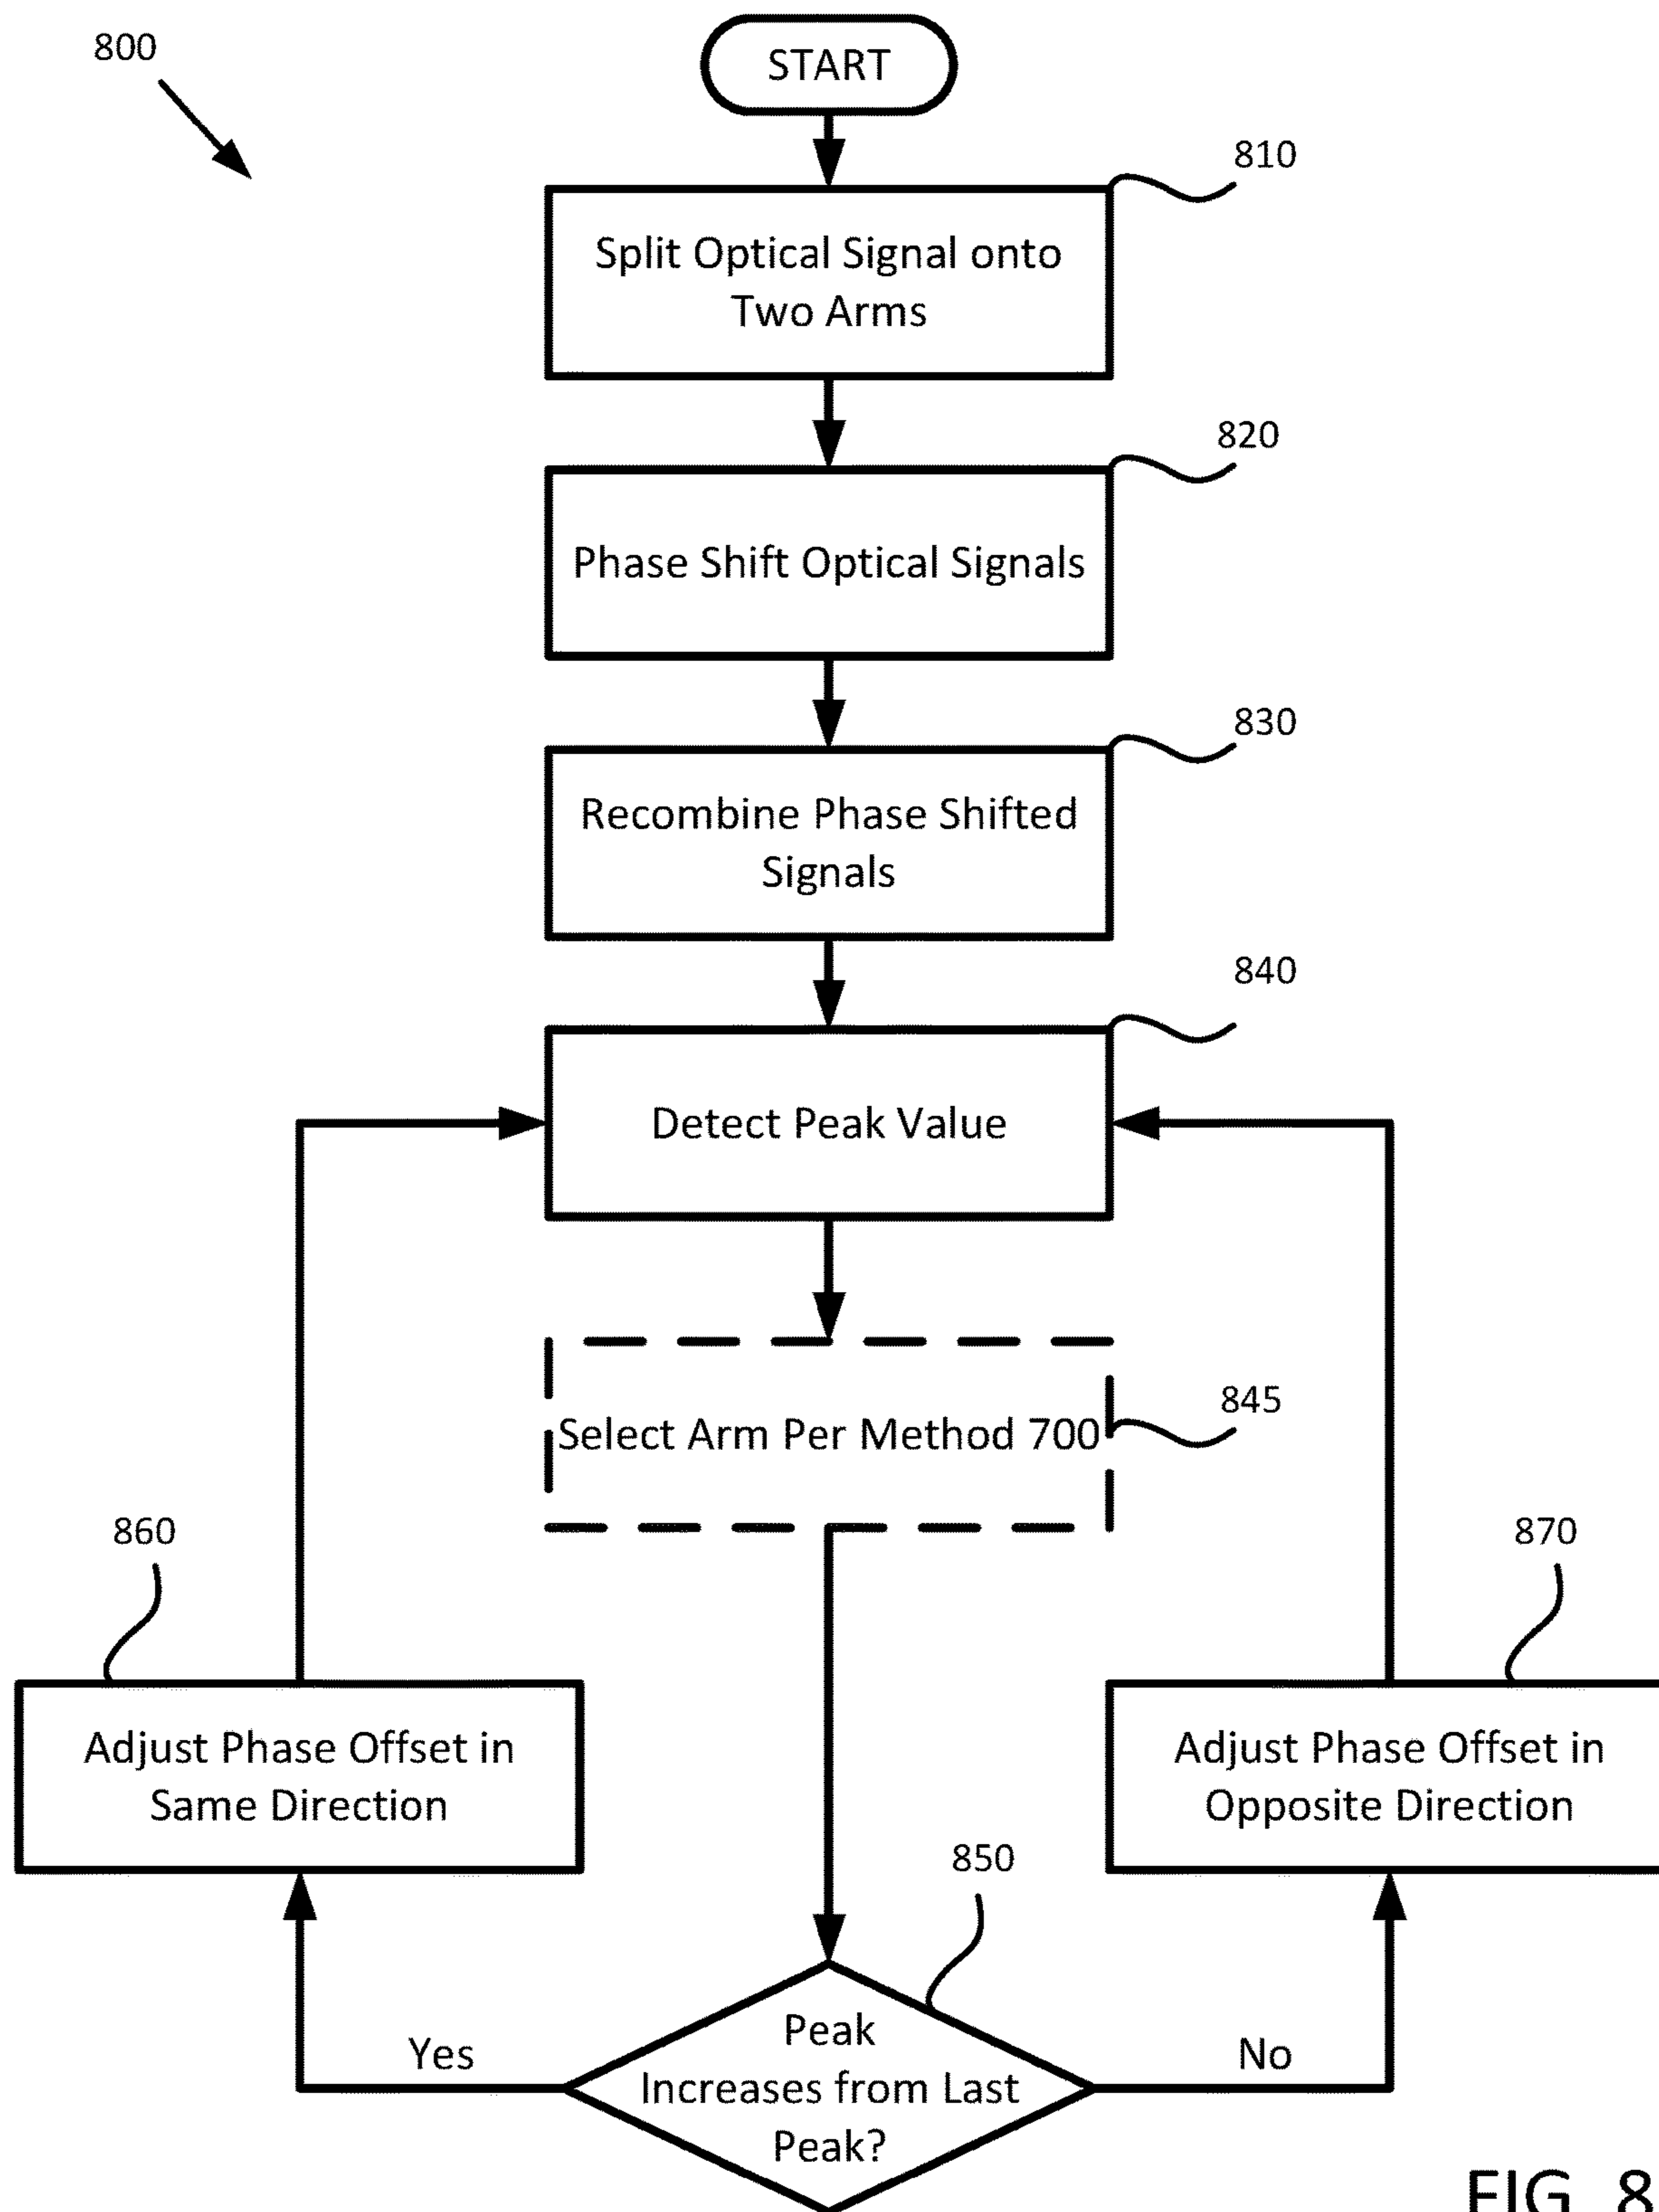 800
START
810
Split Optical Signal onto
Two Arms
820
Phase Shift Optical Signals
830
Recombine Phase Shifted
Signals
840
Detect Peak Value
845
Select Arm Per Method 700
860
870
Adjust Phase Offset in
Same Direction
Adjust Phase Offset in
Opposite Direction
850
Yes
Peak
Increases from Last
Peak?
No
FIG. 8